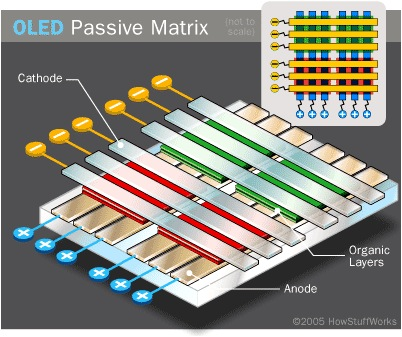 OLED Passive Matrix
(not to
scale)
Cathode
Organic
Layers
Anode
©2005 HowStuffWorks